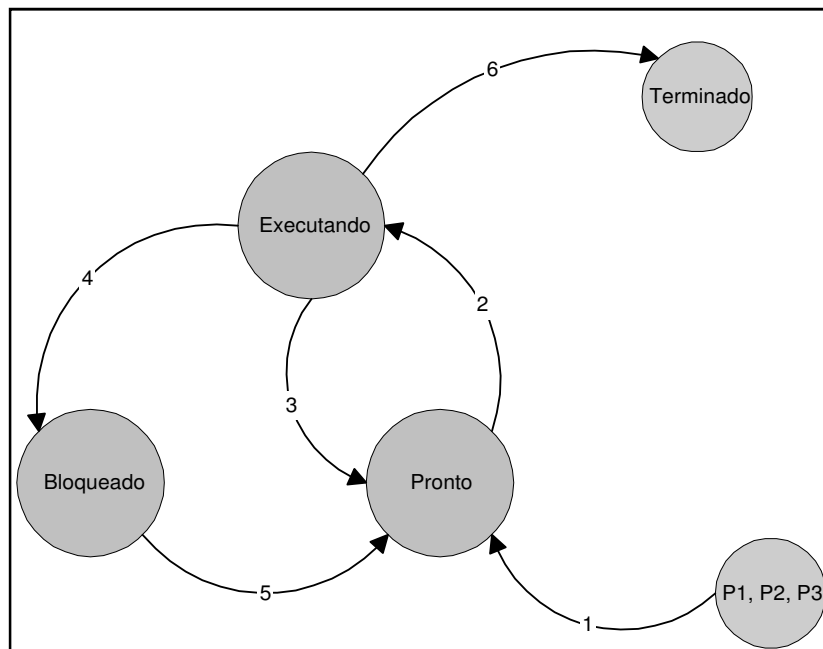 6
Terminado
Executando
4
2
3
Bloqueado
Pronto
5
P1, P2, P3
1